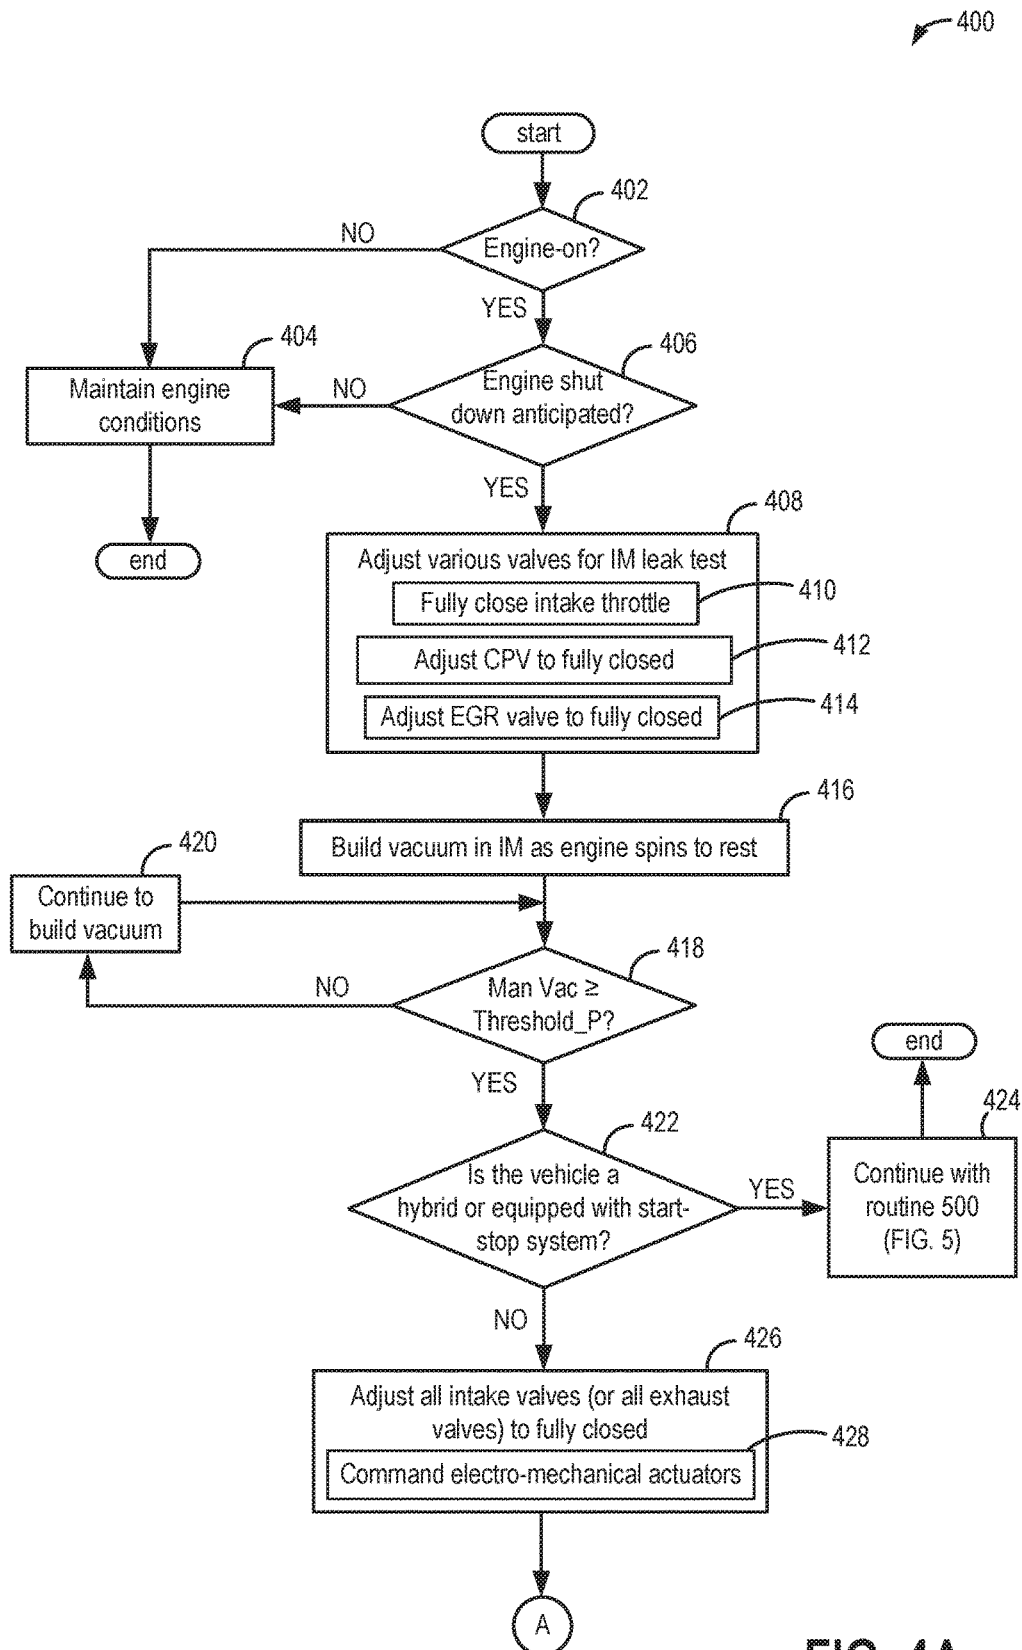 400
start
402
Engine-on?
NO
YES
404
406
Maintain engine
conditions
NO
Engine shut
down anticipated?
YES
end
408
Adjust various valves for IM leak test
410
Fully close intake throttle
412
Adjust CPV to fully closed
414
Adjust EGR valve to fully closed
416
Build vacuum in IM as engine spins to rest
420
Continue to
build vacuum
418
NO
Man Vac ≥
Threshold_P?
YES
end
424
422
Is the vehicle a
hybrid or equipped with start-
stop system?
YES
Continue with
routine 500
(FIG. 5)
NO
426
Adjust all intake valves (or all exhaust
valves) to fully closed
428
Command electro-mechanical actuators
A
FIG. 4A